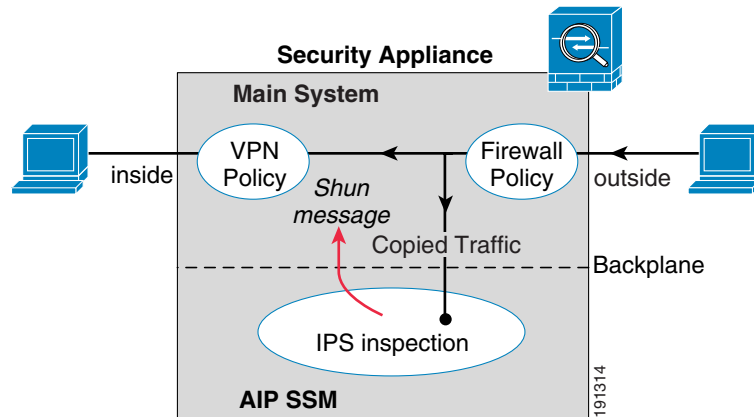 Security Appliance
Main System
VPN
Policy
Firewall
Policy
inside
outside
Shun
message
Copied Traffic
Backplane
IPS inspection
AIP SSM
191314